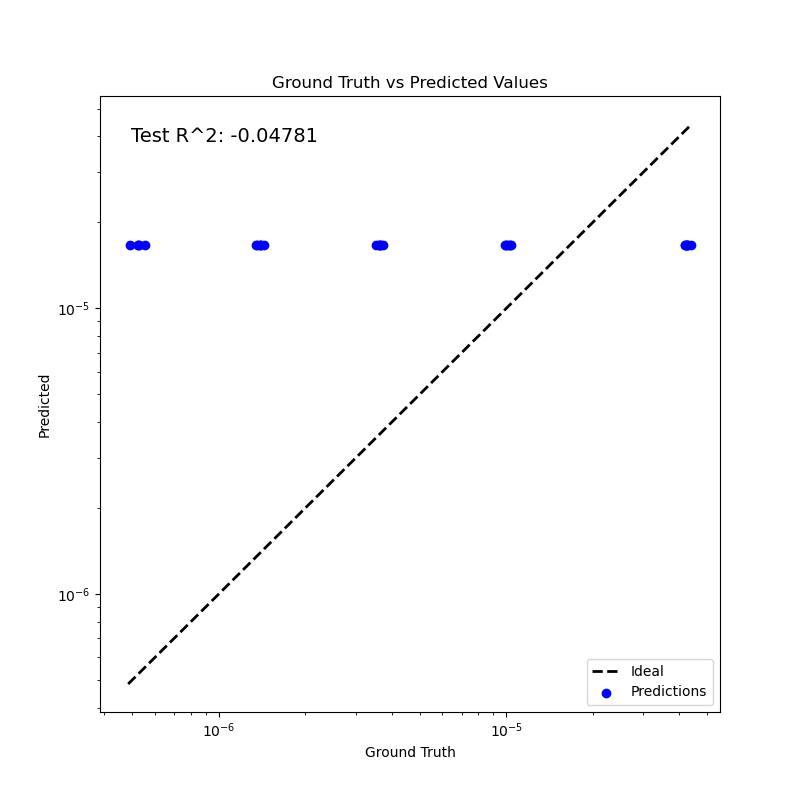 Ground Truth vs Predicted Values
Test R^2: -0.04781
Predicted
10⁻⁵
10⁻⁶
Ideal
Predictions
10⁻⁶
10⁻⁵
Ground Truth